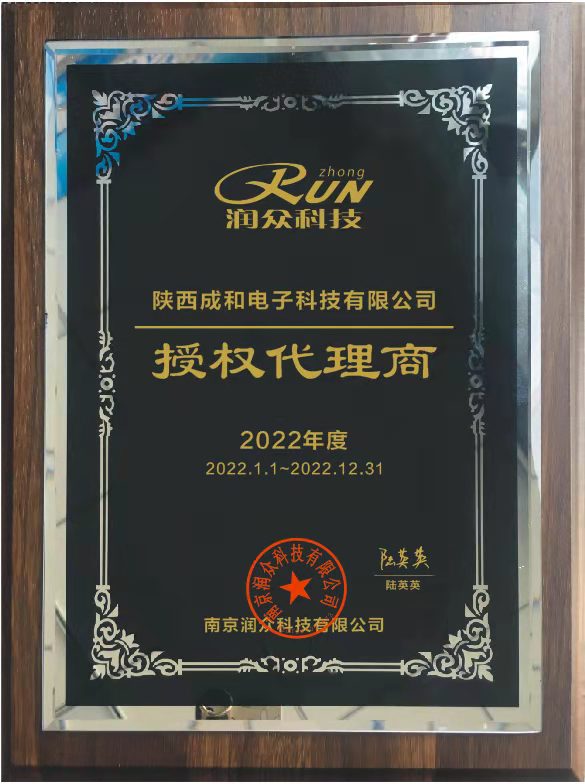 zhong
RUN
润众科技
陕西成和电子科技有限公司
授权代理商
2022年度
2022.1.1~2022.12.31
南京润众科技有限公司
陆英英
陆英英
南京润众科技有限公司